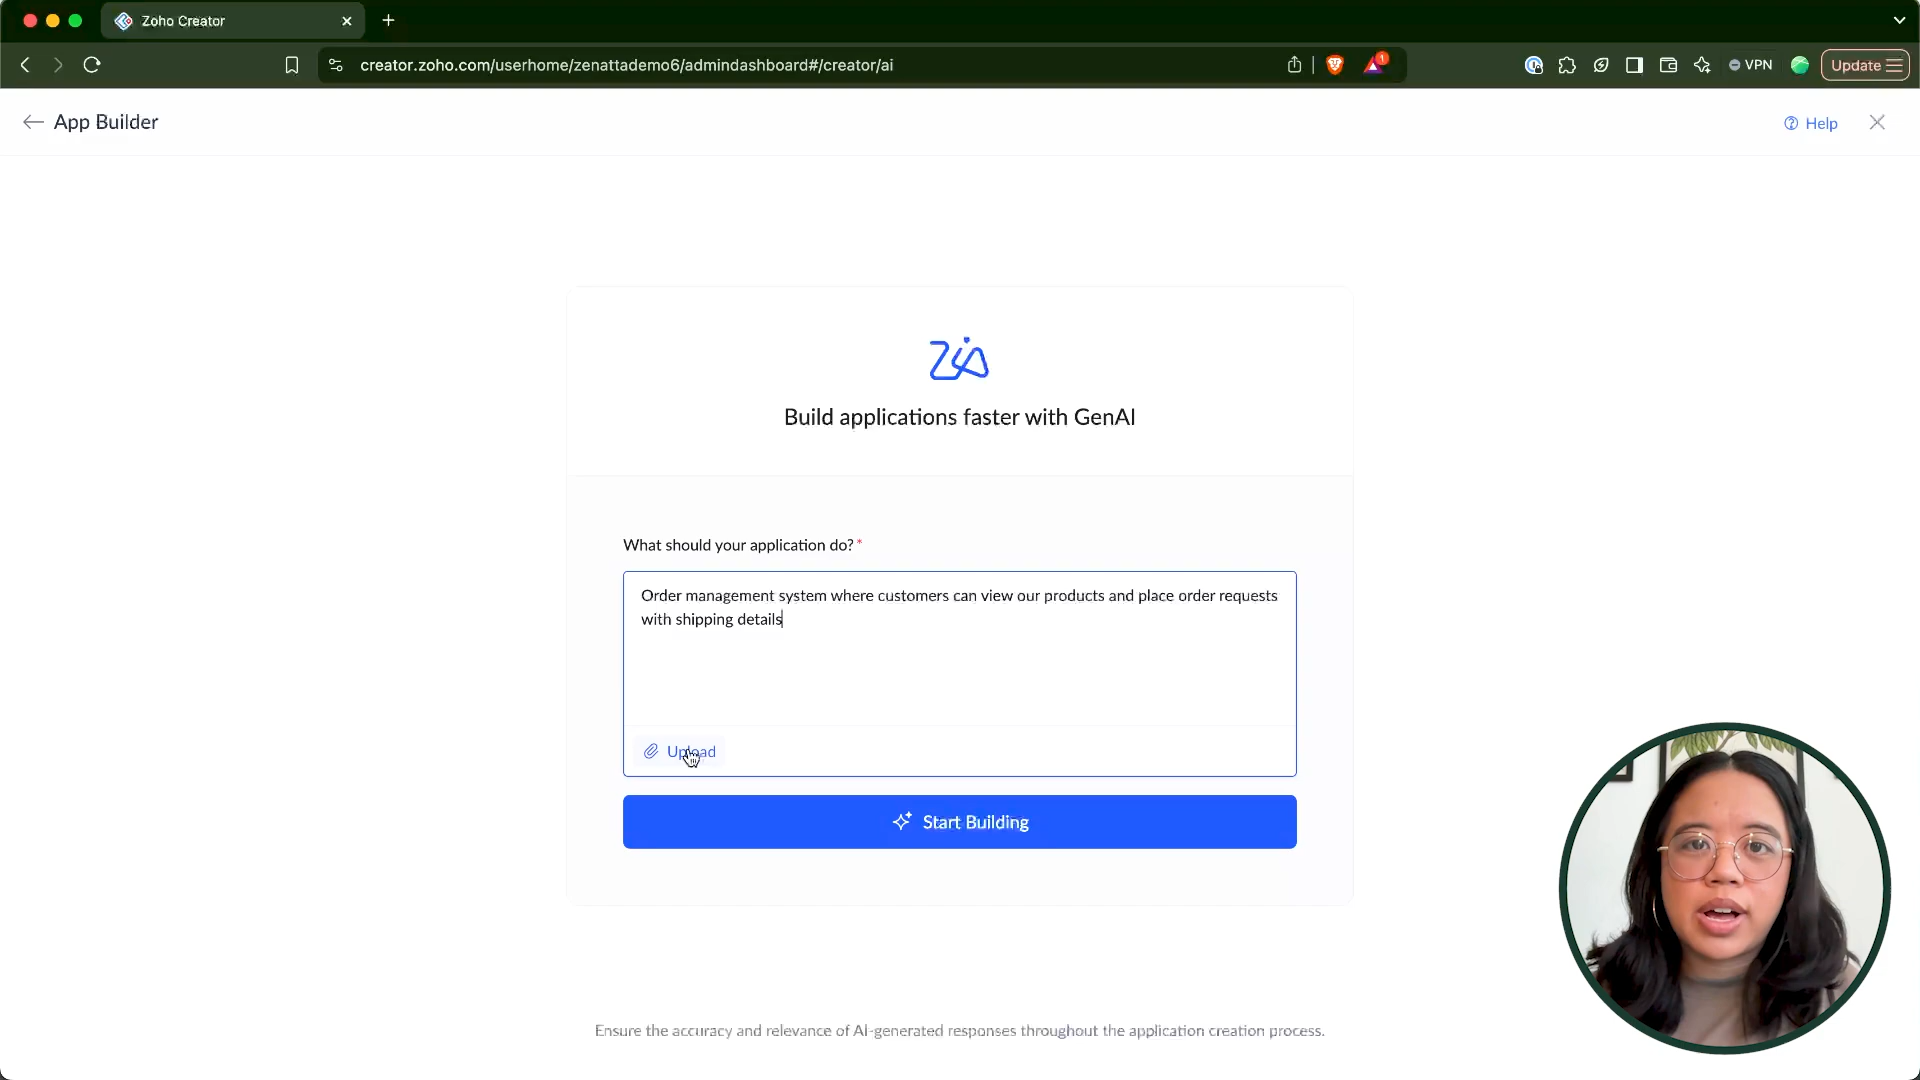 Zoho Creator
creator.zoho.com/userhome/zenattademo6/admindashboard#/creator/ai
1
VPN
Update
App Builder
Help
Zia
Build applications faster with GenAI
What should your application do?*
Order management system where customers can view our products and place order requests
with shipping details
Upload
Start Building
Ensure the accuracy and relevance of AI-generated responses throughout the application creation process.